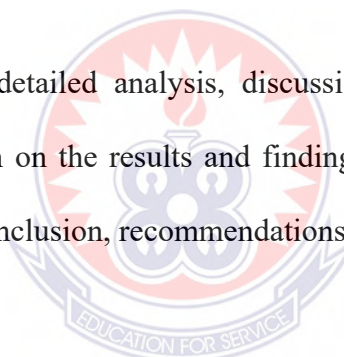 detailed analysis, discussi
n on the results and finding
nclusion, recommendations
EDUCATION FOR SERVICE